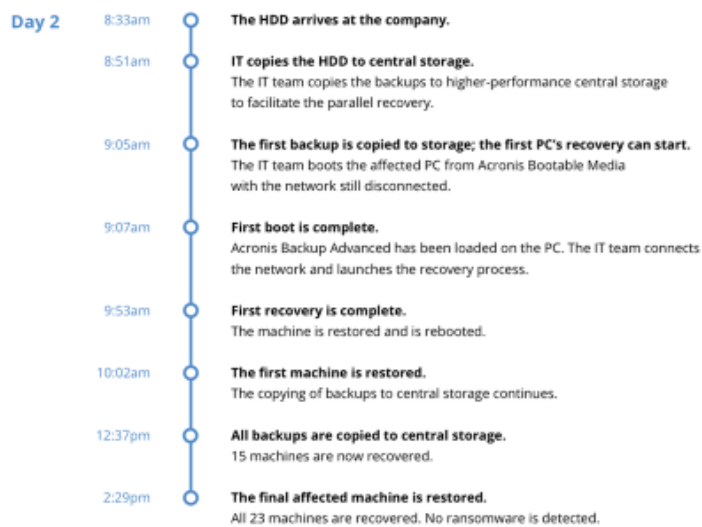 Day 2
8:33am
The HDD arrives at the company.
8:51am
IT copies the HDD to central storage.
The IT team copies the backups to higher-performance central storage
to facilitate the parallel recovery.
9:05am
The first backup is copied to storage; the first PC's recovery can start.
The IT team boots the affected PC from Acronis Bootable Media
with the network still disconnected.
9:07am
First boot is complete.
Acronis Backup Advanced has been loaded on the PC. The IT team connects
the network and launches the recovery process.
9:53am
First recovery is complete.
The machine is restored and is rebooted.
10:02am
The first machine is restored.
The copying of backups to central storage continues.
12:37pm
All backups are copied to central storage.
15 machines are now recovered.
2:29pm
The final affected machine is restored.
All 23 machines are recovered. No ransomware is detected.